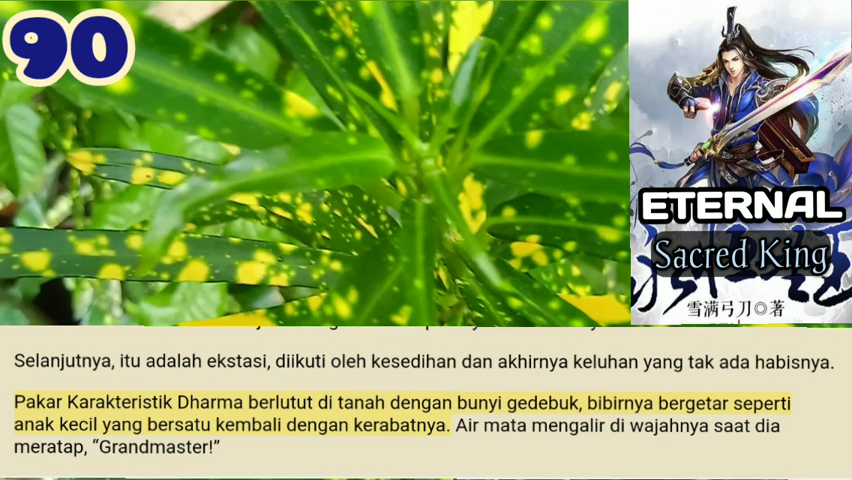 90
ETERNAL
Sacred King
雪满弓刀◎著
Selanjutnya, itu adalah ekstasi, diikuti oleh kesedihan dan akhirnya keluhan yang tak ada habisnya.
Pakar Karakteristik Dharma berlutut di tanah dengan bunyi gedebuk, bibirnya bergetar seperti
anak kecil yang bersatu kembali dengan kerabatnya. Air mata mengalir di wajahnya saat dia
meratap, “Grandmaster!”